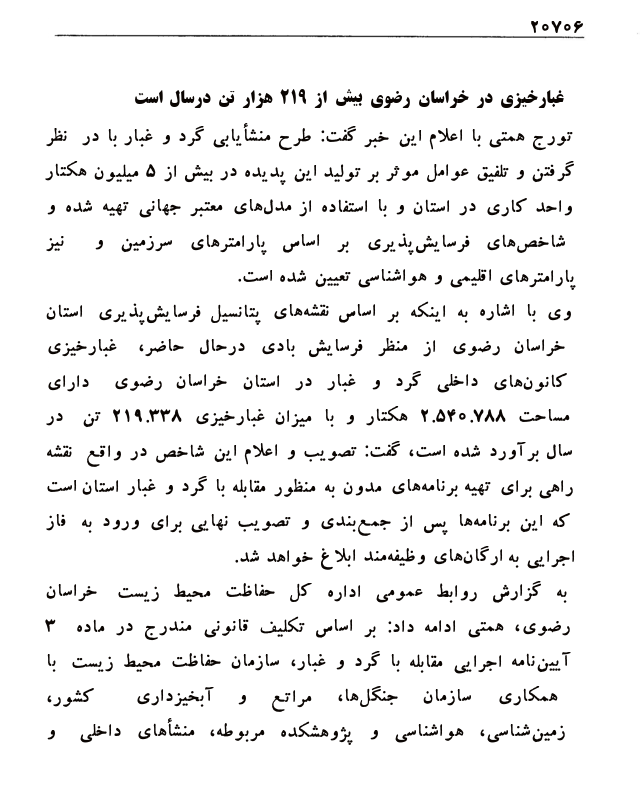 ۲۰۷۰۶
غبارخیزی در خراسان رضوی بیش از ۲۱۹ هزار تن درسال است
تورج همتی با اعلام این خبر گفت: طرح منشأیابی گرد و غبار با در نظر
گرفتن و تلفیق عوامل موثر بر تولید این پدیده در بیش از ۵ میلیون هکتار
واحد کاری در استان و با استفاده از مدل‌های معتبر جهانی تهیه شده و
شاخص‌های فرسایش‌پذیری بر اساس پارامترهای سرزمین و نیز
پارامترهای اقلیمی و هواشناسی تعیین شده است.
وی با اشاره به اینکه بر اساس نقشه‌های پتانسیل فرسایش‌پذیری استان
خراسان رضوی از منظر فرسایش بادی درحال حاضر، غبارخیزی
کانون‌های داخلی گرد و غبار در استان خراسان رضوی دارای
مساحت ۲.۵۴۰.۷۸۸ هکتار و با میزان غبارخیزی ۲۱۹.۳۳۸ تن در
سال برآورد شده است، گفت: تصویب و اعلام این شاخص در واقع نقشه
راهی برای تهیه برنامه‌های مدون به منظور مقابله با گرد و غبار استان است
که این برنامه‌ها پس از جمع‌بندی و تصویب نهایی برای ورود به فاز
اجرایی به ارگان‌های وظیفه‌مند ابلاغ خواهد شد.
به گزارش روابط عمومی اداره کل حفاظت محیط زیست خراسان
رضوی، همتی ادامه داد: بر اساس تکلیف قانونی مندرج در ماده ۳
آیین‌نامه اجرایی مقابله با گرد و غبار، سازمان حفاظت محیط زیست با
همکاری سازمان جنگل‌ها، مراتع و آبخیزداری کشور،
زمین‌شناسی، هواشناسی و پژوهشکده مربوطه، منشأهای داخلی و